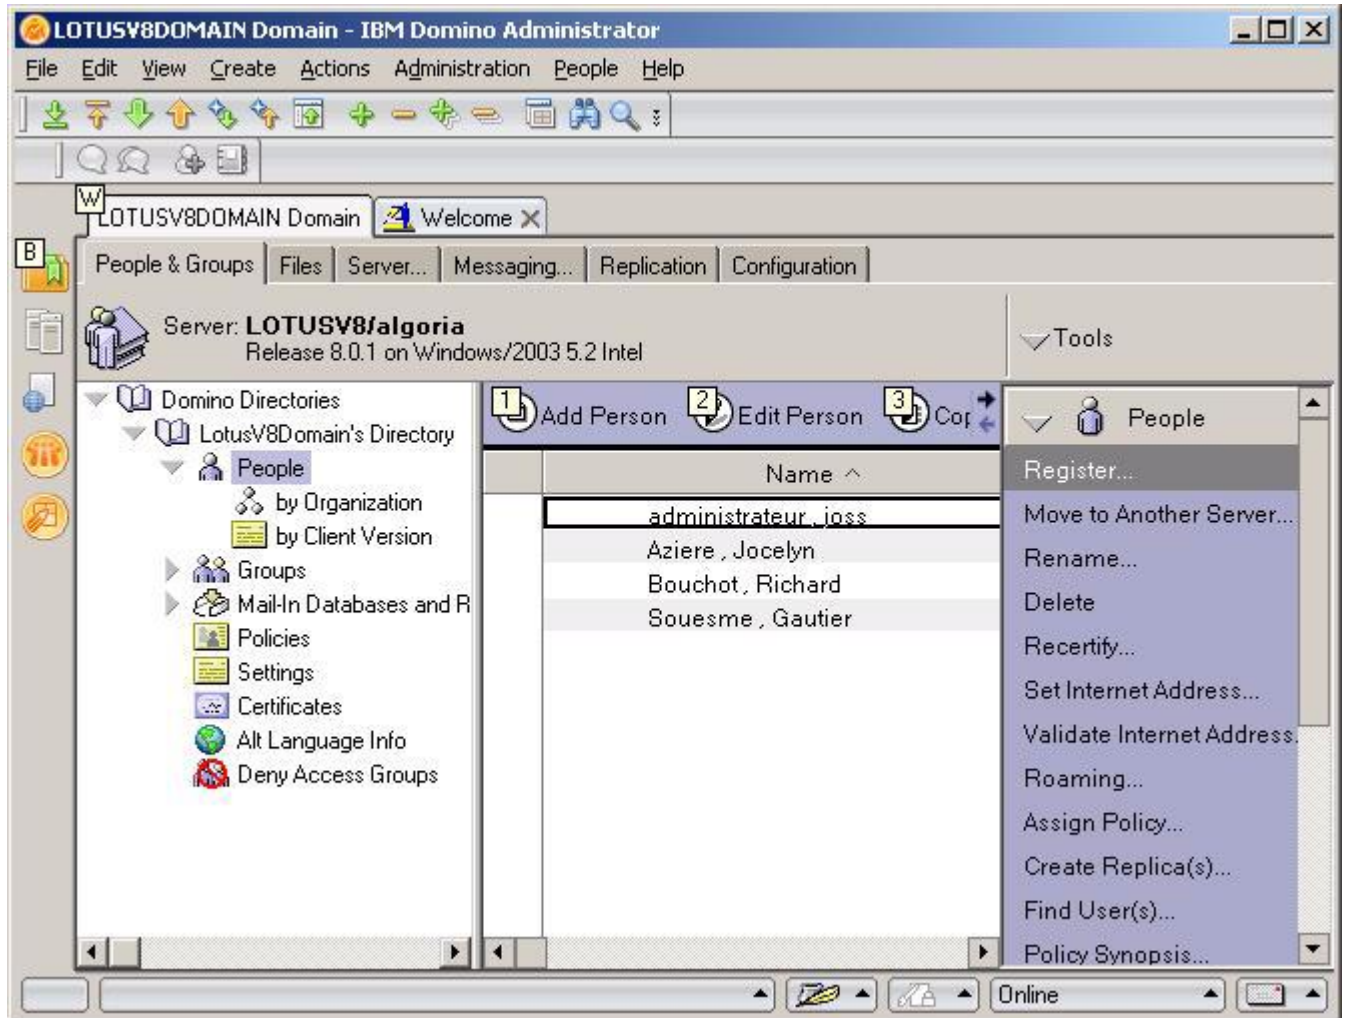 LOTUSV8DOMAIN Domain - IBM Domino Administrator
File Edit View Create Actions Administration People Help
W
LOTUSV8DOMAIN Domain Welcome
B
People & Groups Files Server... Messaging... Replication Configuration
Server: LOTUSV8/algoria
Release 8.0.1 on Windows/2003 5.2 Intel
Tools
Domino Directories
LotusV8Domain's Directory
People
by Organization
by Client Version
Groups
Mail-In Databases and R
Policies
Settings
Certificates
Alt Language Info
Deny Access Groups
1 Add Person 2 Edit Person 3 Cop
Name
administrateur , joss
Aziere , Jocelyn
Bouchot , Richard
Souesme , Gautier
People
Register...
Move to Another Server...
Rename...
Delete
Recertify...
Set Internet Address...
Validate Internet Address.
Roaming...
Assign Policy...
Create Replica(s)...
Find User(s)...
Policy Synopsis...
Online